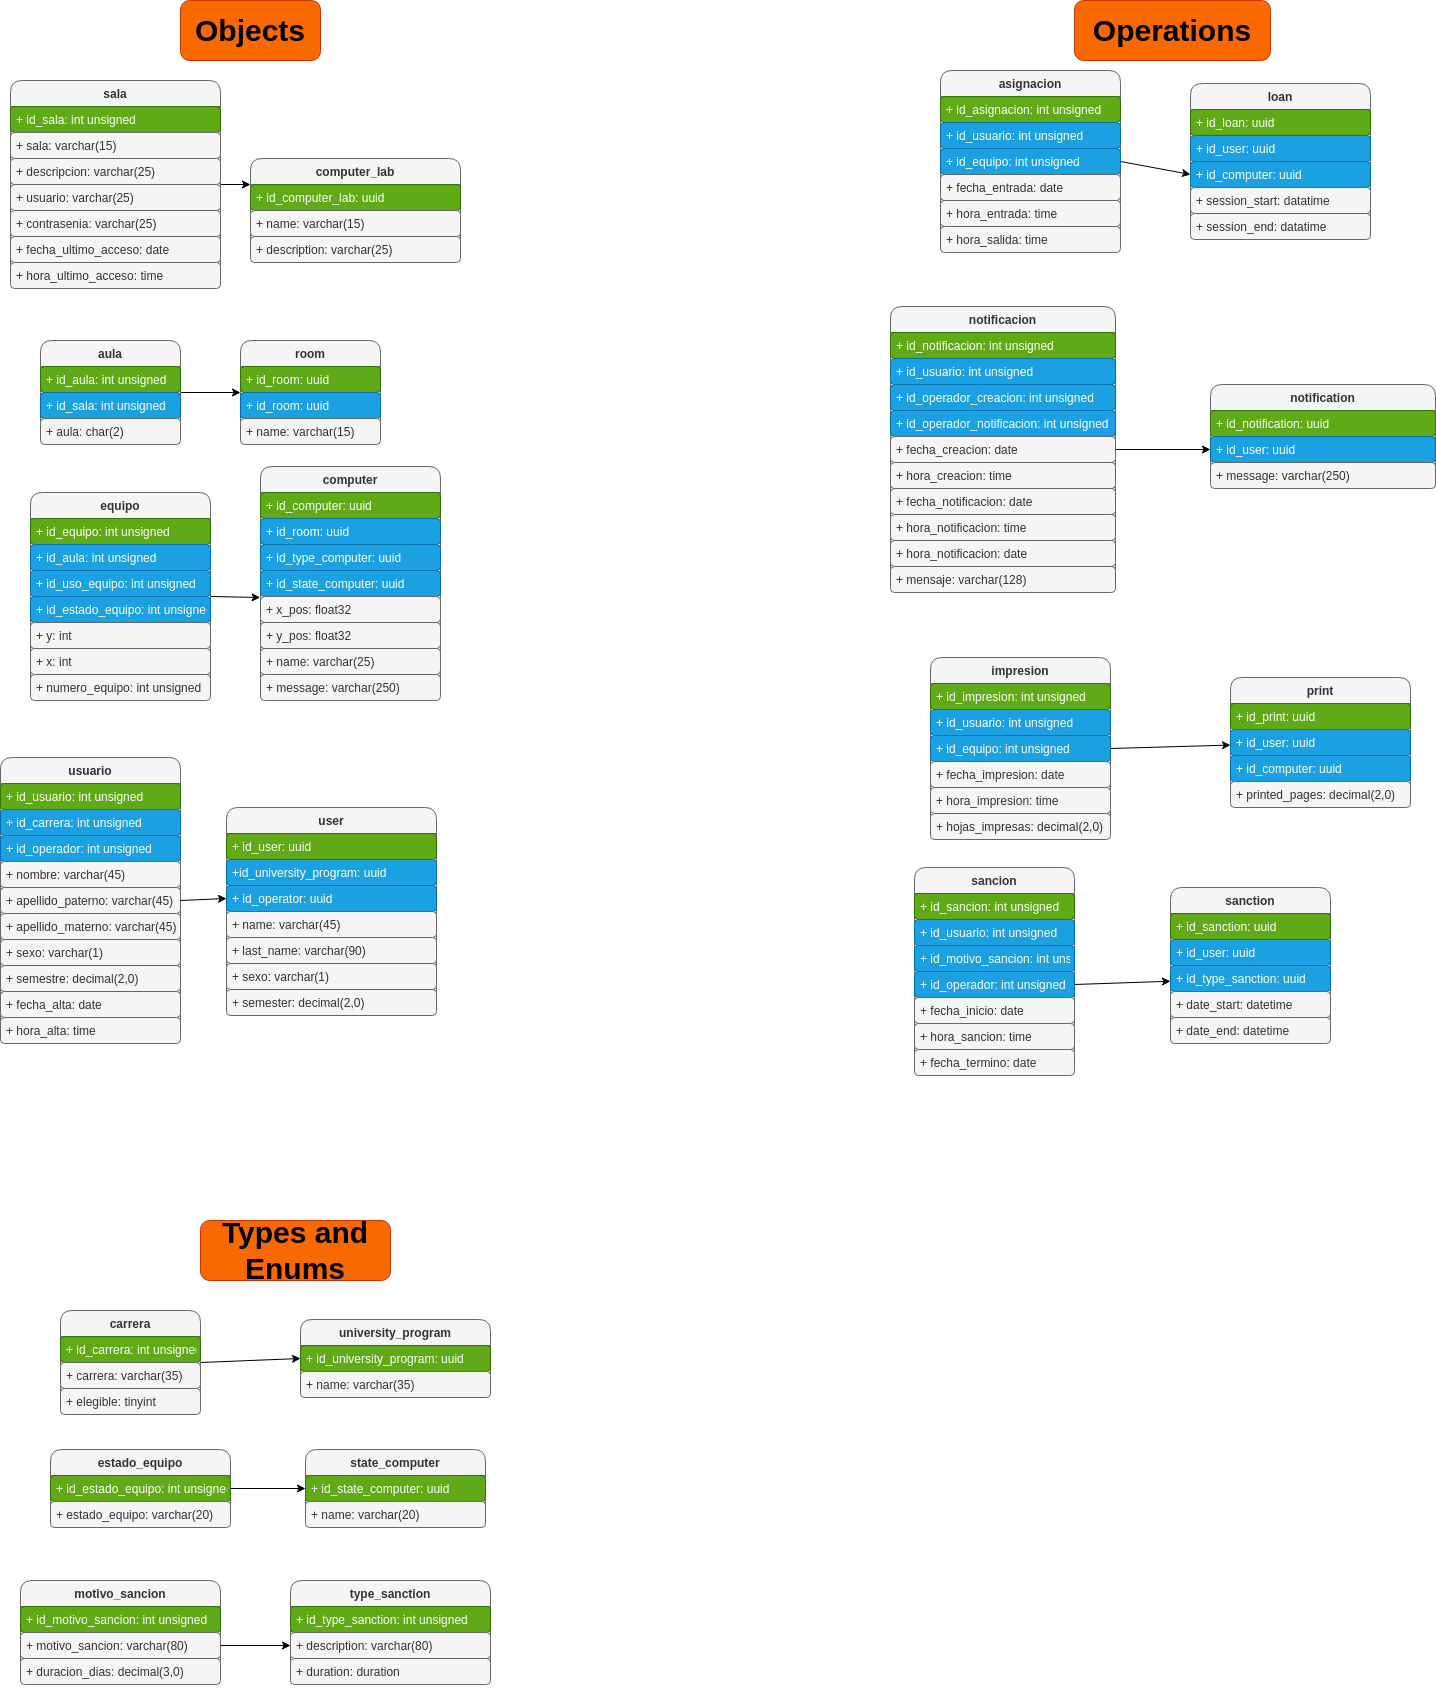 Objects
sala
+ id_sala: int unsigned
+ sala: varchar(15)
+ descripcion: varchar(25)
+ usuario: varchar(25)
+ contrasenia: varchar(25)
+ fecha_ultimo_acceso: date
+ hora_ultimo_acceso: time
computer_lab
+ id_computer_lab: uuid
+ name: varchar(15)
+ description: varchar(25)
aula
+ id_aula: int unsigned
+ id_sala: int unsigned
+ aula: char(2)
room
+ id_room: uuid
+ id_room: uuid
+ name: varchar(15)
equipo
+ id_equipo: int unsigned
+ id_aula: int unsigned
+ id_uso_equipo: int unsigned
+ id_estado_equipo: int unsigne
+ y: int
+ x: int
+ numero_equipo: int unsigned
computer
+ id_computer: uuid
+ id_room: uuid
+ id_type_computer: uuid
+ id_state_computer: uuid
+ x_pos: float32
+ y_pos: float32
+ name: varchar(25)
+ message: varchar(250)
usuario
+ id_usuario: int unsigned
+ id_carrera: int unsigned
+ id_operador: int unsigned
+ nombre: varchar(45)
+ apellido_paterno: varchar(45)
+ apellido_materno: varchar(45)
+ sexo: varchar(1)
+ semestre: decimal(2,0)
+ fecha_alta: date
+ hora_alta: time
user
+ id_user: uuid
+id_university_program: uuid
+ id_operator: uuid
+ name: varchar(45)
+ last_name: varchar(90)
+ sexo: varchar(1)
+ semester: decimal(2,0)
Operations
asignacion
+ id_asignacion: int unsigned
+ id_usuario: int unsigned
+ id_equipo: int unsigned
+ fecha_entrada: date
+ hora_entrada: time
+ hora_salida: time
loan
+ id_loan: uuid
+ id_user: uuid
+ id_computer: uuid
+ session_start: datatime
+ session_end: datatime
notificacion
+ id_notificacion: int unsigned
+ id_usuario: int unsigned
+ id_operador_creacion: int unsigned
+ id_operador_notificacion: int unsigned
+ fecha_creacion: date
+ hora_creacion: time
+ fecha_notificacion: date
+ hora_notificacion: time
+ hora_notificacion: date
+ mensaje: varchar(128)
notification
+ id_notification: uuid
+ id_user: uuid
+ message: varchar(250)
impresion
+ id_impresion: int unsigned
+ id_usuario: int unsigned
+ id_equipo: int unsigned
+ fecha_impresion: date
+ hora_impresion: time
+ hojas_impresas: decimal(2,0)
print
+ id_print: uuid
+ id_user: uuid
+ id_computer: uuid
+ printed_pages: decimal(2,0)
sancion
+ id_sancion: int unsigned
+ id_usuario: int unsigned
+ id_motivo_sancion: int uns
+ id_operador: int unsigned
+ fecha_inicio: date
+ hora_sancion: time
+ fecha_termino: date
sanction
+ id_sanction: uuid
+ id_user: uuid
+ id_type_sanction: uuid
+ date_start: datetime
+ date_end: datetime
Types and
Enums
carrera
+ id_carrera: int unsigne
+ carrera: varchar(35)
+ elegible: tinyint
university_program
+ id_university_program: uuid
+ name: varchar(35)
estado_equipo
+ id_estado_equipo: int unsigne
+ estado_equipo: varchar(20)
state_computer
+ id_state_computer: uuid
+ name: varchar(20)
motivo_sancion
+ id_motivo_sancion: int unsigned
+ motivo_sancion: varchar(80)
+ duracion_dias: decimal(3,0)
type_sanction
+ id_type_sanction: int unsigned
+ description: varchar(80)
+ duration: duration